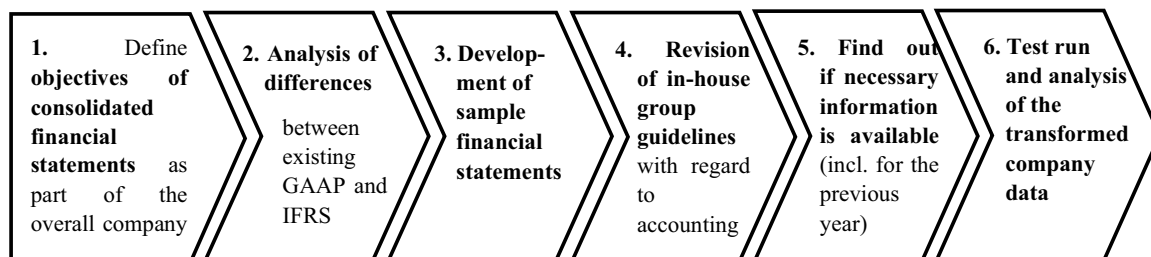 1. Define
objectives of
consolidated
financial
statements as
part of the
overall company
2. Analysis of
differences
between
existing
GAAP and
IFRS
3. Develop-
ment of
sample
financial
statements
4. Revision
of in-house
group
guidelines
with regard
to
accounting
5. Find out
if necessary
information
is available
(incl. for the
previous
year)
6. Test run
and analysis
of the
transformed
company
data